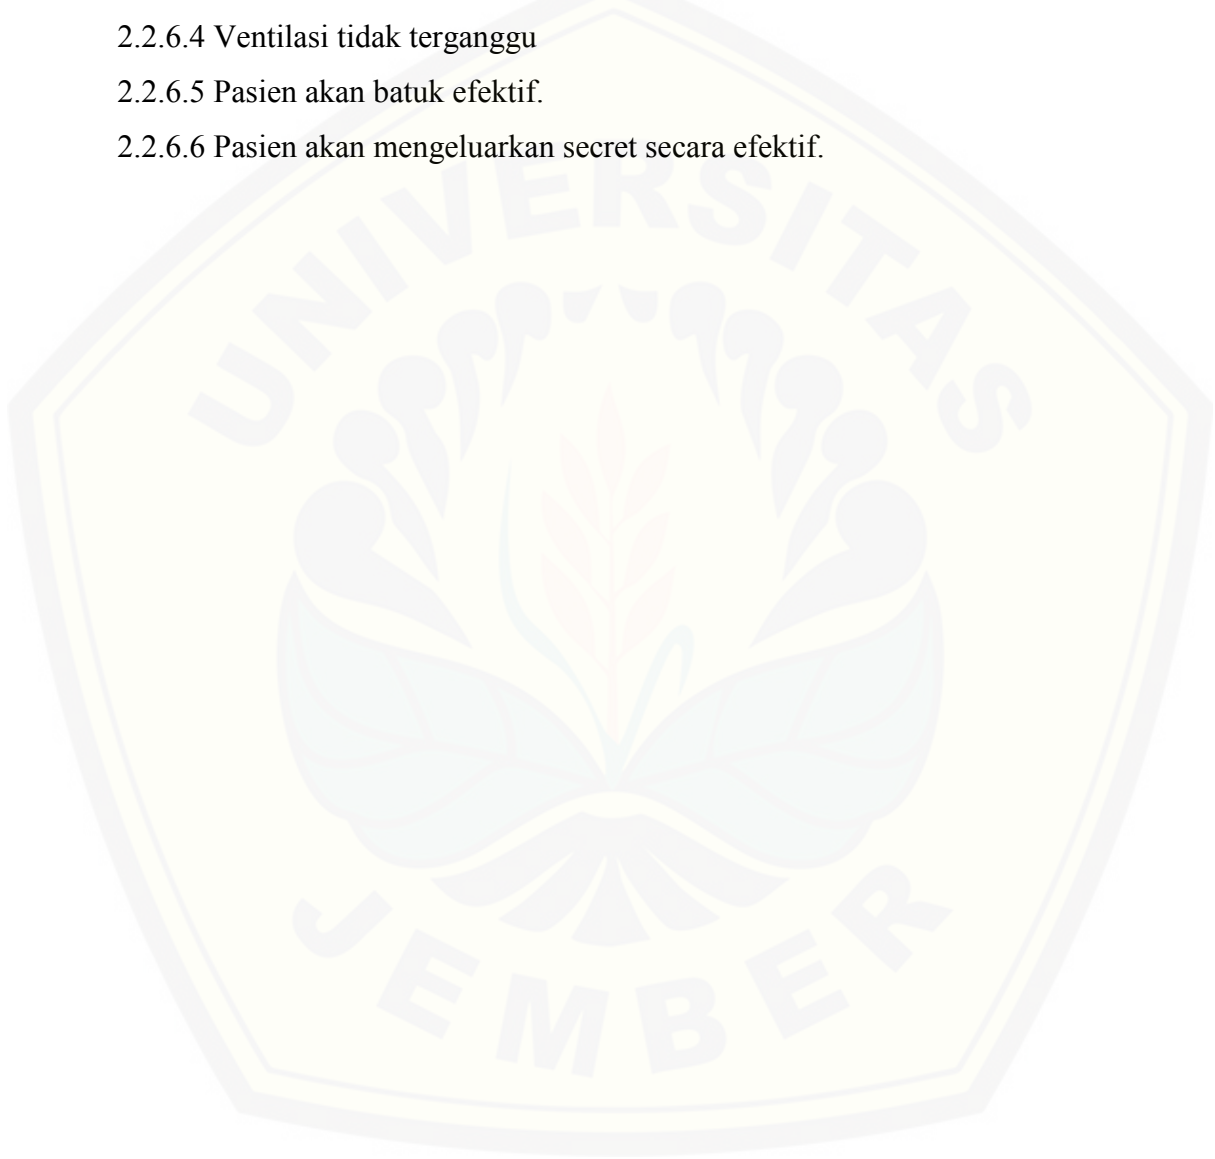 2.2.6.4 Ventilasi tidak terganggu
2.2.6.5 Pasien akan batuk efektif.
2.2.6.6 Pasien akan mengeluarkan secret secara efektif.
UNIVERSITAS
JEMBER